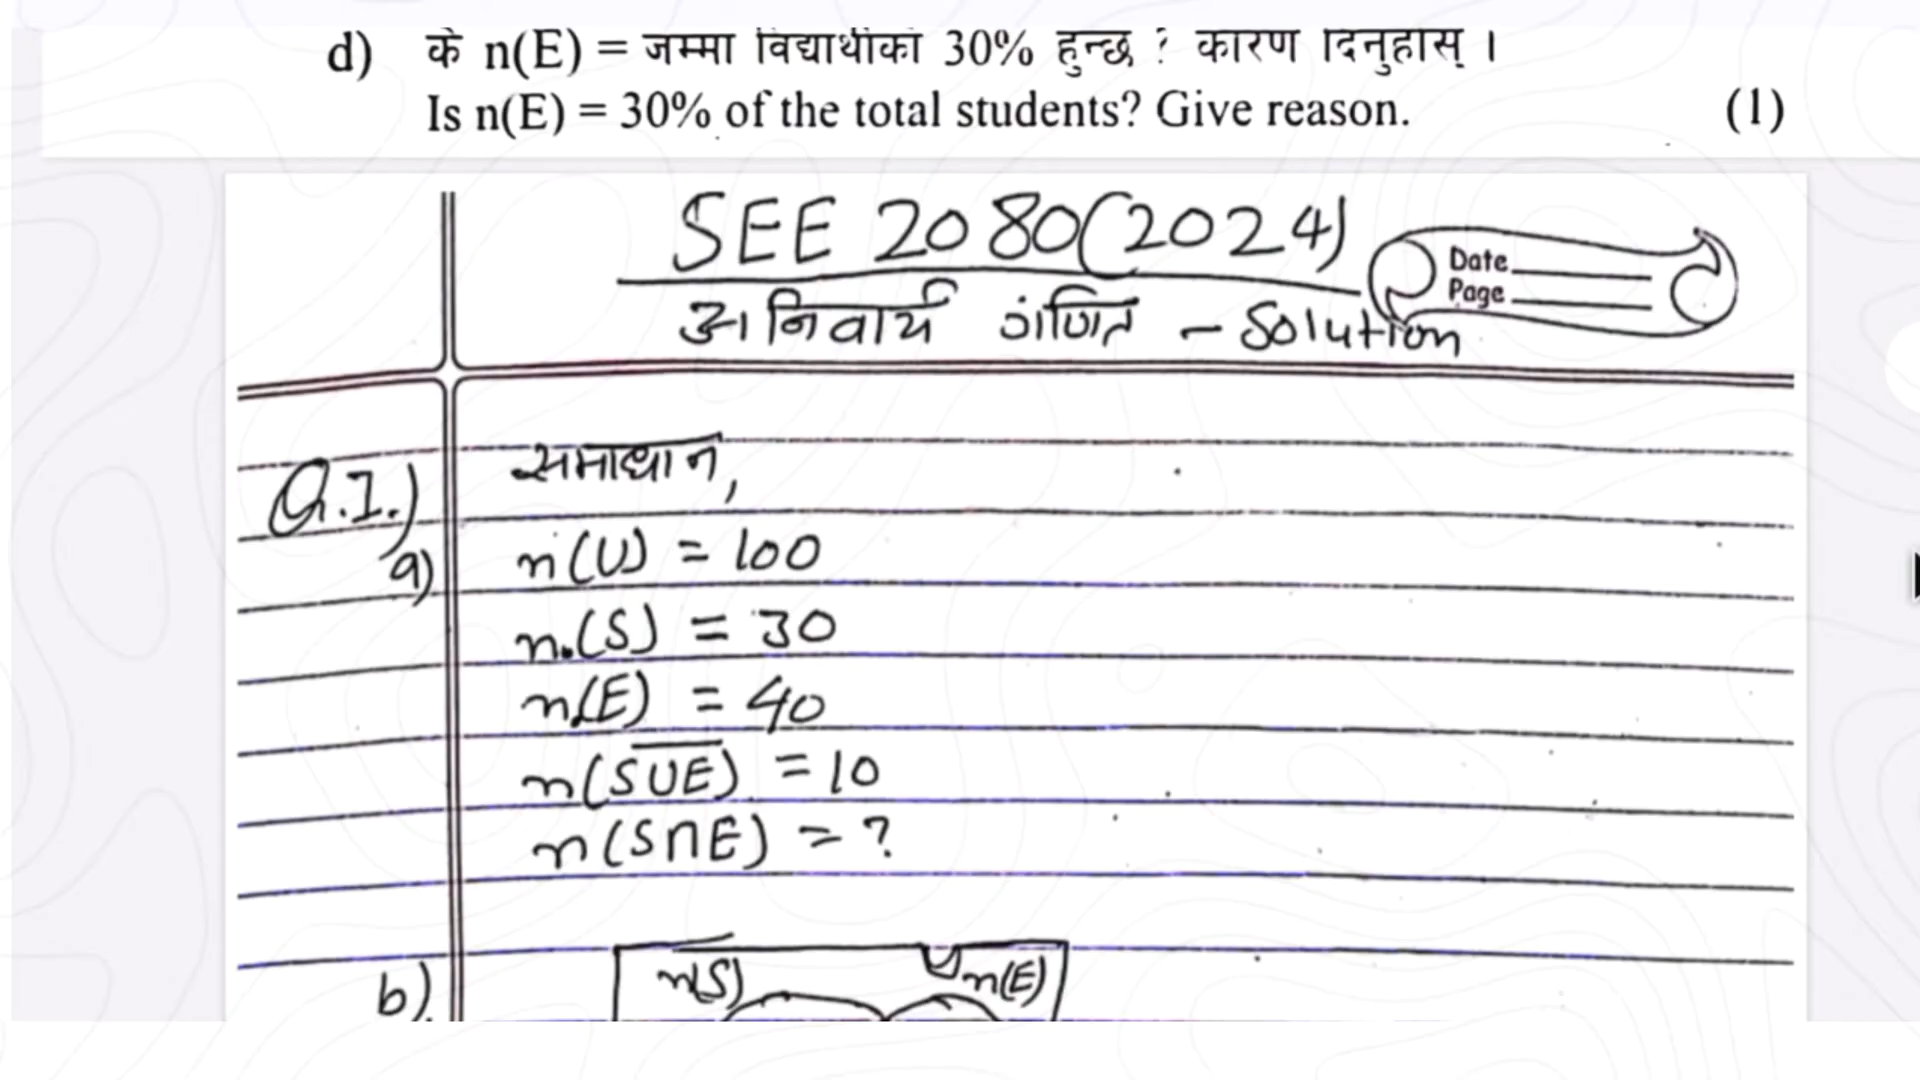 d) के n(E) = जम्मा विद्यार्थीको 30% हुन्छ ? कारण दिनुहोस् ।
Is n(E) = 30% of the total students? Give reason. (1)
SEE 2080(2024)
Date
Page
अनिवार्य गणित - Solution
Q.1.) समाधान,
a) n(U) = 100
n.(S) = 30
n(E) = 40
n(S̅U̅E̅) = 10
n(S∩E) = ?
b). n(S) U n(E)